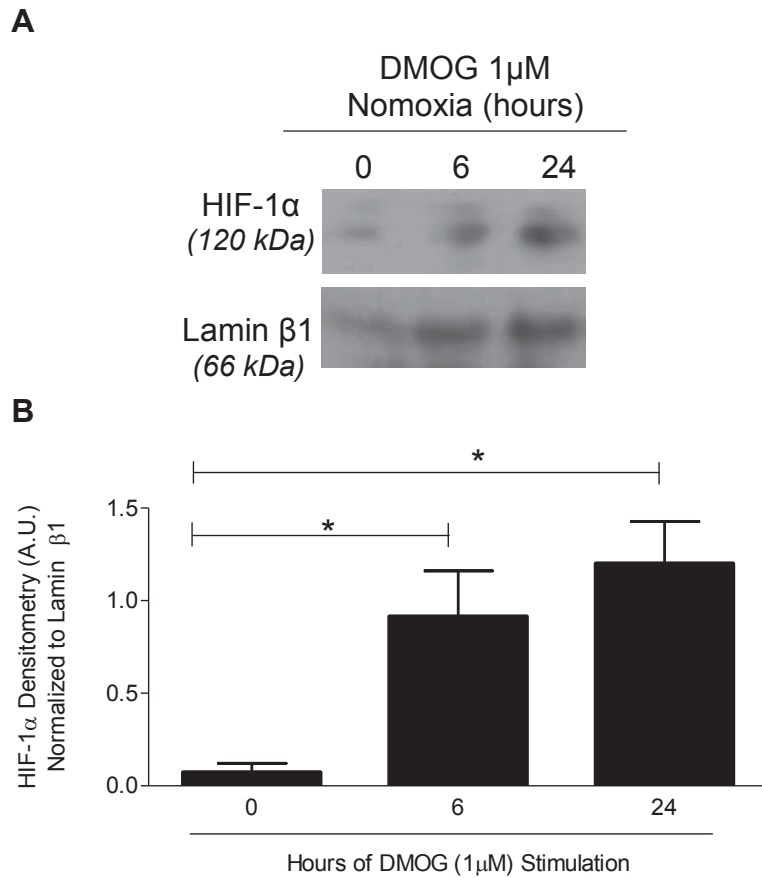 A
DMOG 1µM
Nomoxia (hours)
0 6 24
HIF-1α
(120 kDa)
Lamin β1
(66 kDa)
B
*
*
HIF-1α Densitometry (A.U.)
Normalized to Lamin β1
1.5
1.0
0.5
0.0
0 6 24
Hours of DMOG (1µM) Stimulation